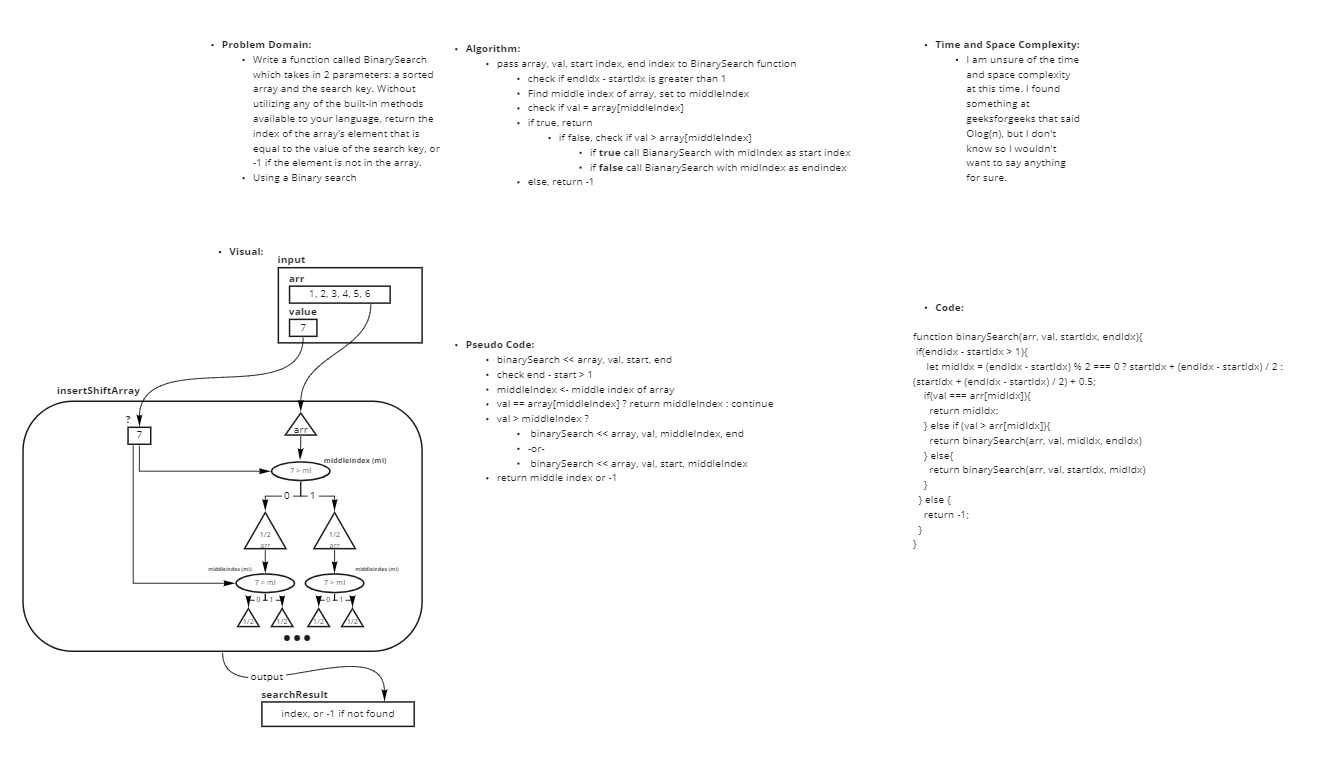 Problem Domain:
Write a function called BinarySearch
which takes in 2 parameters: a sorted
array and the search key. Without
utilizing any of the built-in methods
available to your language, return the
index of the array's element that is
equal to the value of the search key, or
-1 if the element is not in the array.
Using a Binary search
Algorithm:
pass array, val, start index, end index to BinarySearch function
check if endIdx - startIdx is greater than 1
Find middle index of array, set to middleIndex
check if val = array[middleIndex]
if true, return
if false, check if val > array[middleIndex]
if true call BianarySearch with midIndex as start index
if false call BianarySearch with midIndex as endindex
else, return -1
Time and Space Complexity:
I am unsure of the time
and space complexity
at this time. I found
something at
geeksforgeeks that said
Olog(n), but I don't
know so I wouldn't
want to say anything
for sure.
Visual:
input
arr
1, 2, 3, 4, 5, 6
value
7
insertShiftArray
?
7
arr
middleIndex (mI)
7 > mI
0 1
1/2
arr
1/2
arr
middleIndex (mI)
middleIndex (mI)
7 > mI
7 > mI
0 1
0 1
1/2
1/2
1/2
1/2
output
searchResult
index, or -1 if not found
Pseudo Code:
binarySearch << array, val, start, end
check end - start > 1
middleIndex <- middle index of array
val == array[middleIndex] ? return middleIndex : continue
val > middleIndex ?
binarySearch << array, val, middleIndex, end
-or-
binarySearch << array, val, start, middleIndex
return middle index or -1
Code:
function binarySearch(arr, val, startIdx, endIdx){
if(endIdx - startIdx > 1){
let midIdx = (endIdx - startIdx) % 2 === 0 ? startIdx + (endIdx - startIdx) / 2 :
(startIdx + (endIdx - startIdx) / 2) + 0.5;
if(val === arr[midIdx]){
return midIdx;
} else if (val > arr[midIdx]){
return binarySearch(arr, val, midIdx, endIdx)
} else{
return binarySearch(arr, val, startIdx, midIdx)
}
} else {
return -1;
}
}